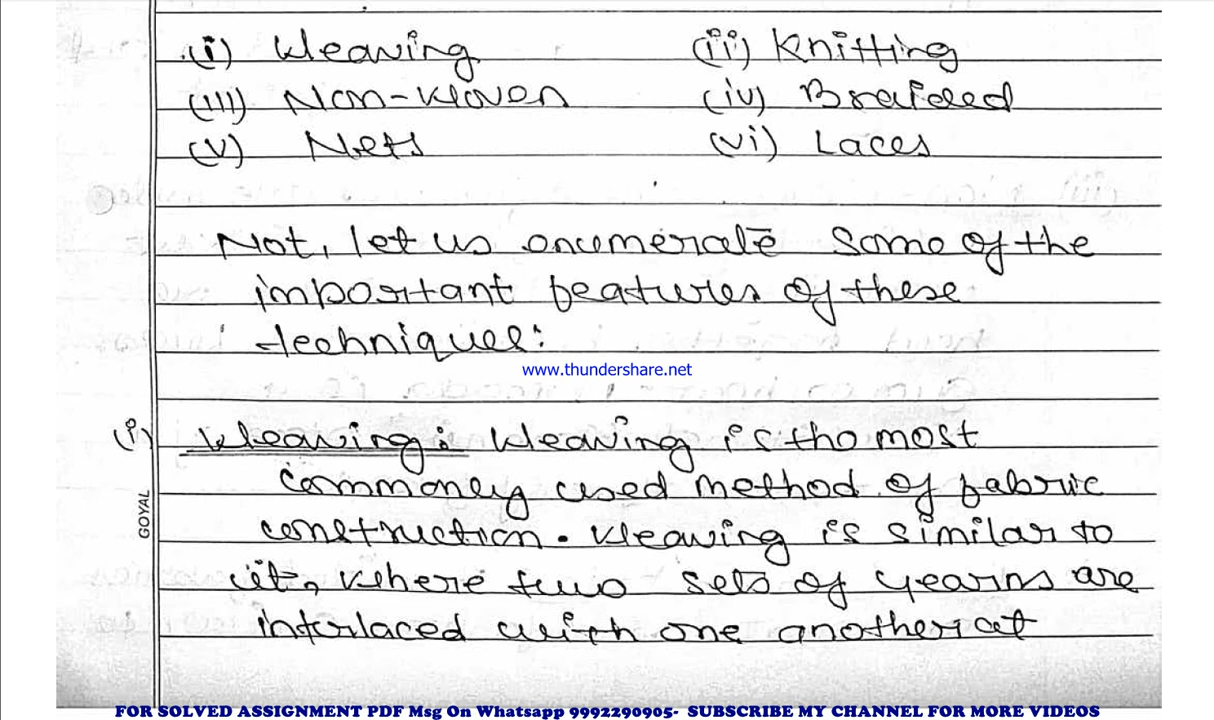 (i) Weaving (ii) Knitting
(iii) Non-Woven (iv) Braided
(v) Nets (vi) Laces
Not, let us enumerate some of the
important features of these
techniques:
www.thundershare.net
(i) Weaving: Weaving is the most
commonly used method of fabric
construction. Weaving is similar to
it, where two sets of yearns are
interlaced with one another at
GOYAL
FOR SOLVED ASSIGNMENT PDF Msg On Whatsapp 9992290905- SUBSCRIBE MY CHANNEL FOR MORE VIDEOS